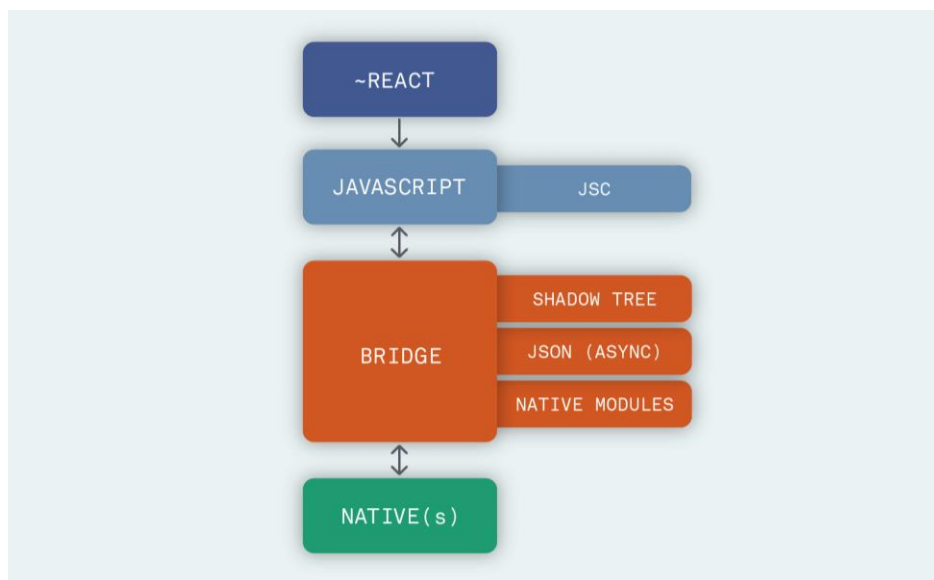 ~REACT
JAVASCRIPT
JSC
BRIDGE
SHADOW TREE
JSON (ASYNC)
NATIVE MODULES
NATIVE(s)